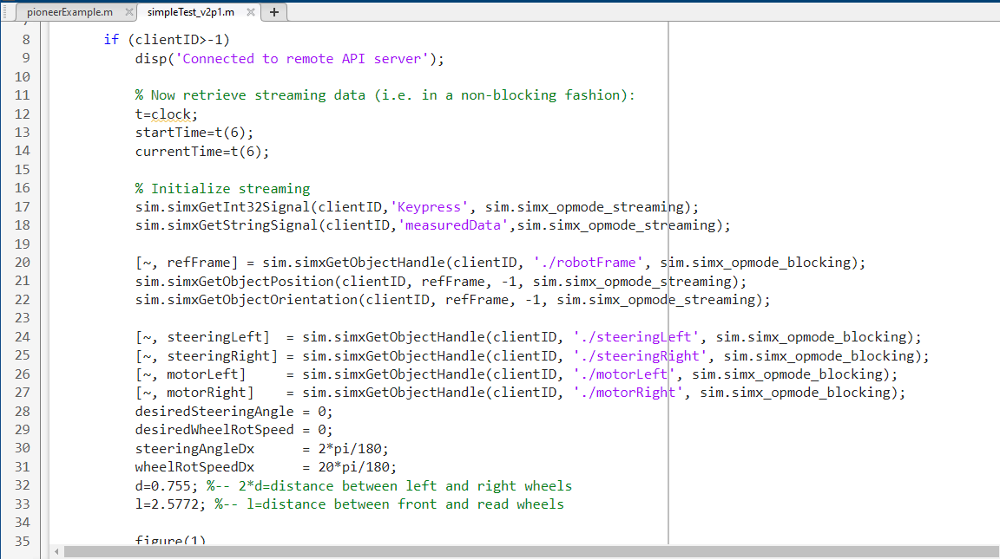 pioneerExample.m × simpleTest_v2p1.m × +
7
8 if (clientID>-1)
9 disp('Connected to remote API server');
10
11 % Now retrieve streaming data (i.e. in a non-blocking fashion):
12 t=clock;
13 startTime=t(6);
14 currentTime=t(6);
15
16 % Initialize streaming
17 sim.simxGetInt32Signal(clientID,'Keypress', sim.simx_opmode_streaming);
18 sim.simxGetStringSignal(clientID,'measuredData',sim.simx_opmode_streaming);
19
20 [~, refFrame] = sim.simxGetObjectHandle(clientID, './robotFrame', sim.simx_opmode_blocking);
21 sim.simxGetObjectPosition(clientID, refFrame, -1, sim.simx_opmode_streaming);
22 sim.simxGetObjectOrientation(clientID, refFrame, -1, sim.simx_opmode_streaming);
23
24 [~, steeringLeft]  = sim.simxGetObjectHandle(clientID, './steeringLeft', sim.simx_opmode_blocking);
25 [~, steeringRight] = sim.simxGetObjectHandle(clientID, './steeringRight', sim.simx_opmode_blocking);
26 [~, motorLeft]     = sim.simxGetObjectHandle(clientID, './motorLeft', sim.simx_opmode_blocking);
27 [~, motorRight]    = sim.simxGetObjectHandle(clientID, './motorRight', sim.simx_opmode_blocking);
28 desiredSteeringAngle = 0;
29 desiredWheelRotSpeed = 0;
30 steeringAngleDx      = 2*pi/180;
31 wheelRotSpeedDx      = 20*pi/180;
32 d=0.755; %-- 2*d=distance between left and right wheels
33 l=2.5772; %-- l=distance between front and read wheels
34
35 figure(1)